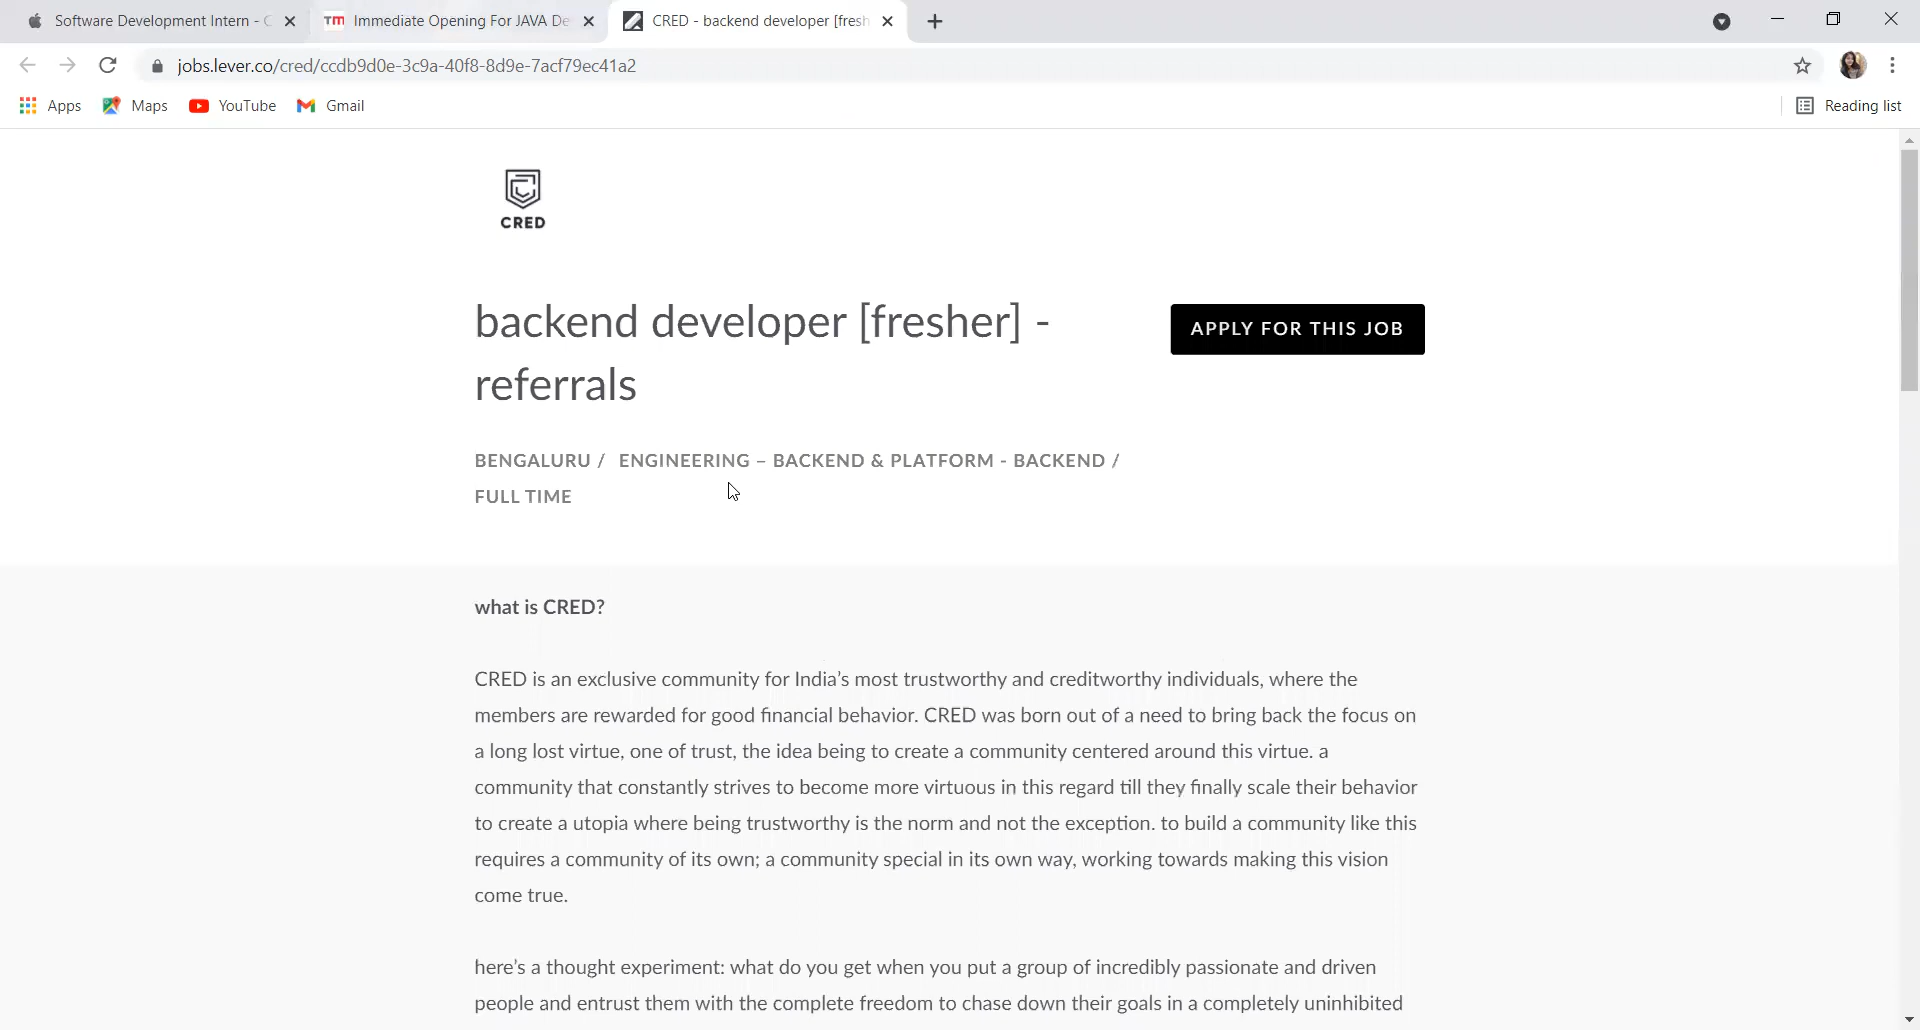 Software Development Intern - C
Immediate Opening For JAVA De
CRED - backend developer [fresh
jobs.lever.co/cred/ccdb9d0e-3c9a-40f8-8d9e-7acf79ec41a2
Apps
Maps
YouTube
Gmail
Reading list
CRED
backend developer [fresher] -
referrals
APPLY FOR THIS JOB
BENGALURU / ENGINEERING – BACKEND & PLATFORM - BACKEND /
FULL TIME
what is CRED?
CRED is an exclusive community for India’s most trustworthy and creditworthy individuals, where the
members are rewarded for good financial behavior. CRED was born out of a need to bring back the focus on
a long lost virtue, one of trust, the idea being to create a community centered around this virtue. a
community that constantly strives to become more virtuous in this regard till they finally scale their behavior
to create a utopia where being trustworthy is the norm and not the exception. to build a community like this
requires a community of its own; a community special in its own way, working towards making this vision
come true.
here’s a thought experiment: what do you get when you put a group of incredibly passionate and driven
people and entrust them with the complete freedom to chase down their goals in a completely uninhibited